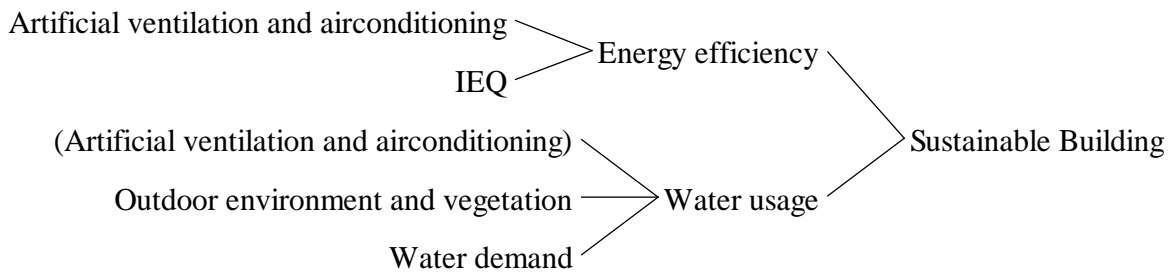 Artificial ventilation and airconditioning
Energy efficiency
IEQ
(Artificial ventilation and airconditioning)
Sustainable Building
Outdoor environment and vegetation
Water usage
Water demand